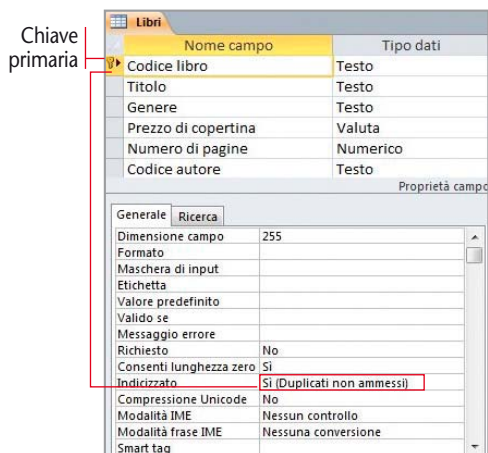 Chiave
primaria
Libri
Nome campo Tipo dati
Codice libro Testo
Titolo Testo
Genere Testo
Prezzo di copertina Valuta
Numero di pagine Numerico
Codice autore Testo
Proprietà campo
Generale Ricerca
Dimensione campo 255
Formato
Maschera di input
Etichetta
Valore predefinito
Valido se
Messaggio errore
Richiesto No
Consenti lunghezza zero Sì
Indicizzato Sì (Duplicati non ammessi)
Compressione Unicode No
Modalità IME Nessun controllo
Modalità frase IME Nessuna conversione
Smart tag